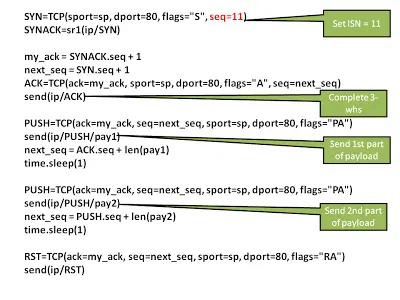 SYN=TCP(sport=sp, dport=80, flags="S", seq=11)
SYNACK=sr1(ip/SYN)
Set ISN = 11
my_ack = SYNACK.seq + 1
next_seq = SYN.seq + 1
ACK=TCP(ack=my_ack, sport=sp, dport=80, flags="A", seq=next_seq)
send(ip/ACK)
Complete 3-
whs
PUSH=TCP(ack=my_ack, seq=next_seq, sport=sp, dport=80, flags="PA")
send(ip/PUSH/pay1)
next_seq = ACK.seq + len(pay1)
time.sleep(1)
Send 1st part
of payload
PUSH=TCP(ack=my_ack, seq=next_seq, sport=sp, dport=80, flags="PA")
send(ip/PUSH/pay2)
next_seq = PUSH.seq + len(pay2)
time.sleep(1)
Send 2nd part
of payload
RST=TCP(ack=my_ack, seq=next_seq, sport=sp, dport=80, flags="RA")
send(ip/RST)